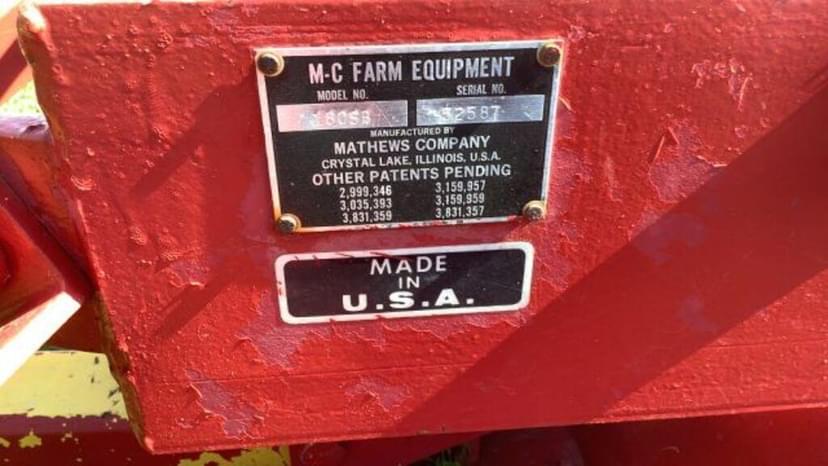 M-C FARM EQUIPMENT
MODEL NO. SERIAL NO.
52587
MANUFACTURED BY
MATHEWS COMPANY
CRYSTAL LAKE, ILLINOIS, U.S.A.
OTHER PATENTS PENDING
2,999,346 3,159,957
3,035,393 3,159,959
3,831,359 3,831,357
MADE
IN
U.S.A.